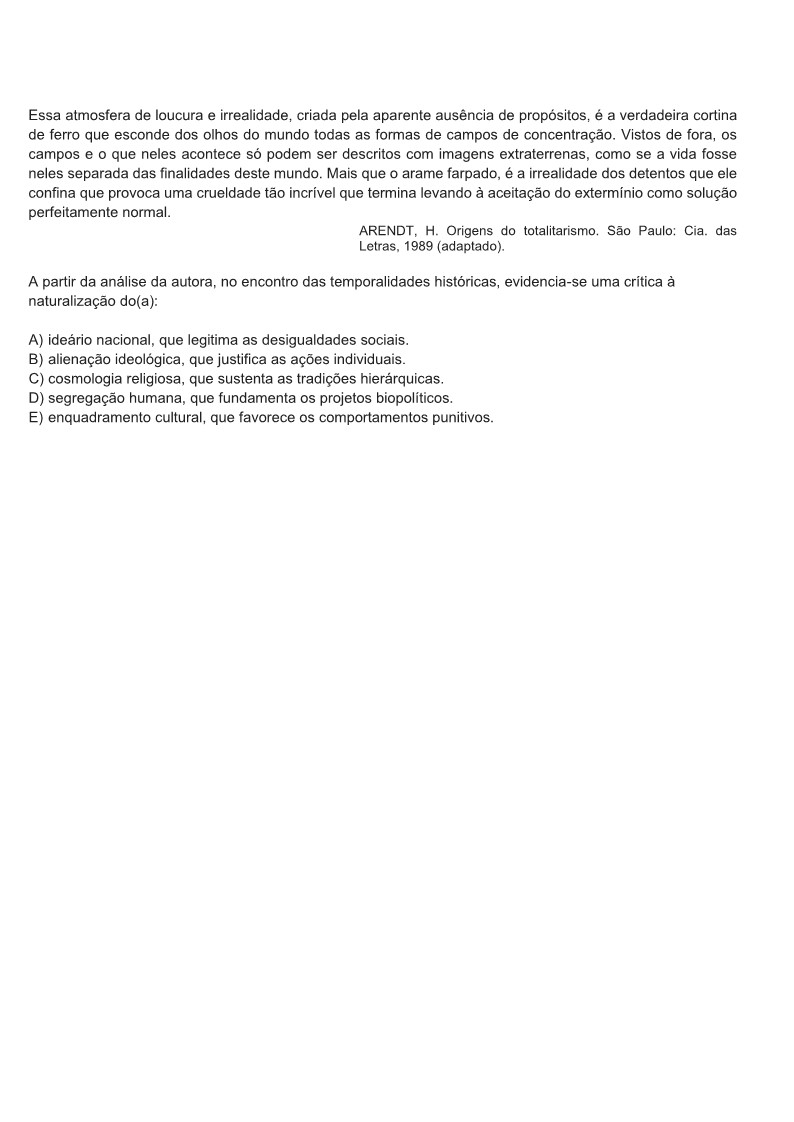 Essa atmosfera de loucura e irrealidade, criada pela aparente ausência de propósitos, é a verdadeira cortina
de ferro que esconde dos olhos do mundo todas as formas de campos de concentração. Vistos de fora, os
campos e o que neles acontece só podem ser descritos com imagens extraterrenas, como se a vida fosse
neles separada das finalidades deste mundo. Mais que o arame farpado, é a irrealidade dos detentos que ele
confina que provoca uma crueldade tão incrível que termina levando à aceitação do extermínio como solução
perfeitamente normal.
ARENDT, H. Origens do totalitarismo. São Paulo: Cia. das
Letras, 1989 (adaptado).
A partir da análise da autora, no encontro das temporalidades históricas, evidencia-se uma crítica à
naturalização do(a):
A) ideário nacional, que legitima as desigualdades sociais.
B) alienação ideológica, que justifica as ações individuais.
C) cosmologia religiosa, que sustenta as tradições hierárquicas.
D) segregação humana, que fundamenta os projetos biopolíticos.
E) enquadramento cultural, que favorece os comportamentos punitivos.